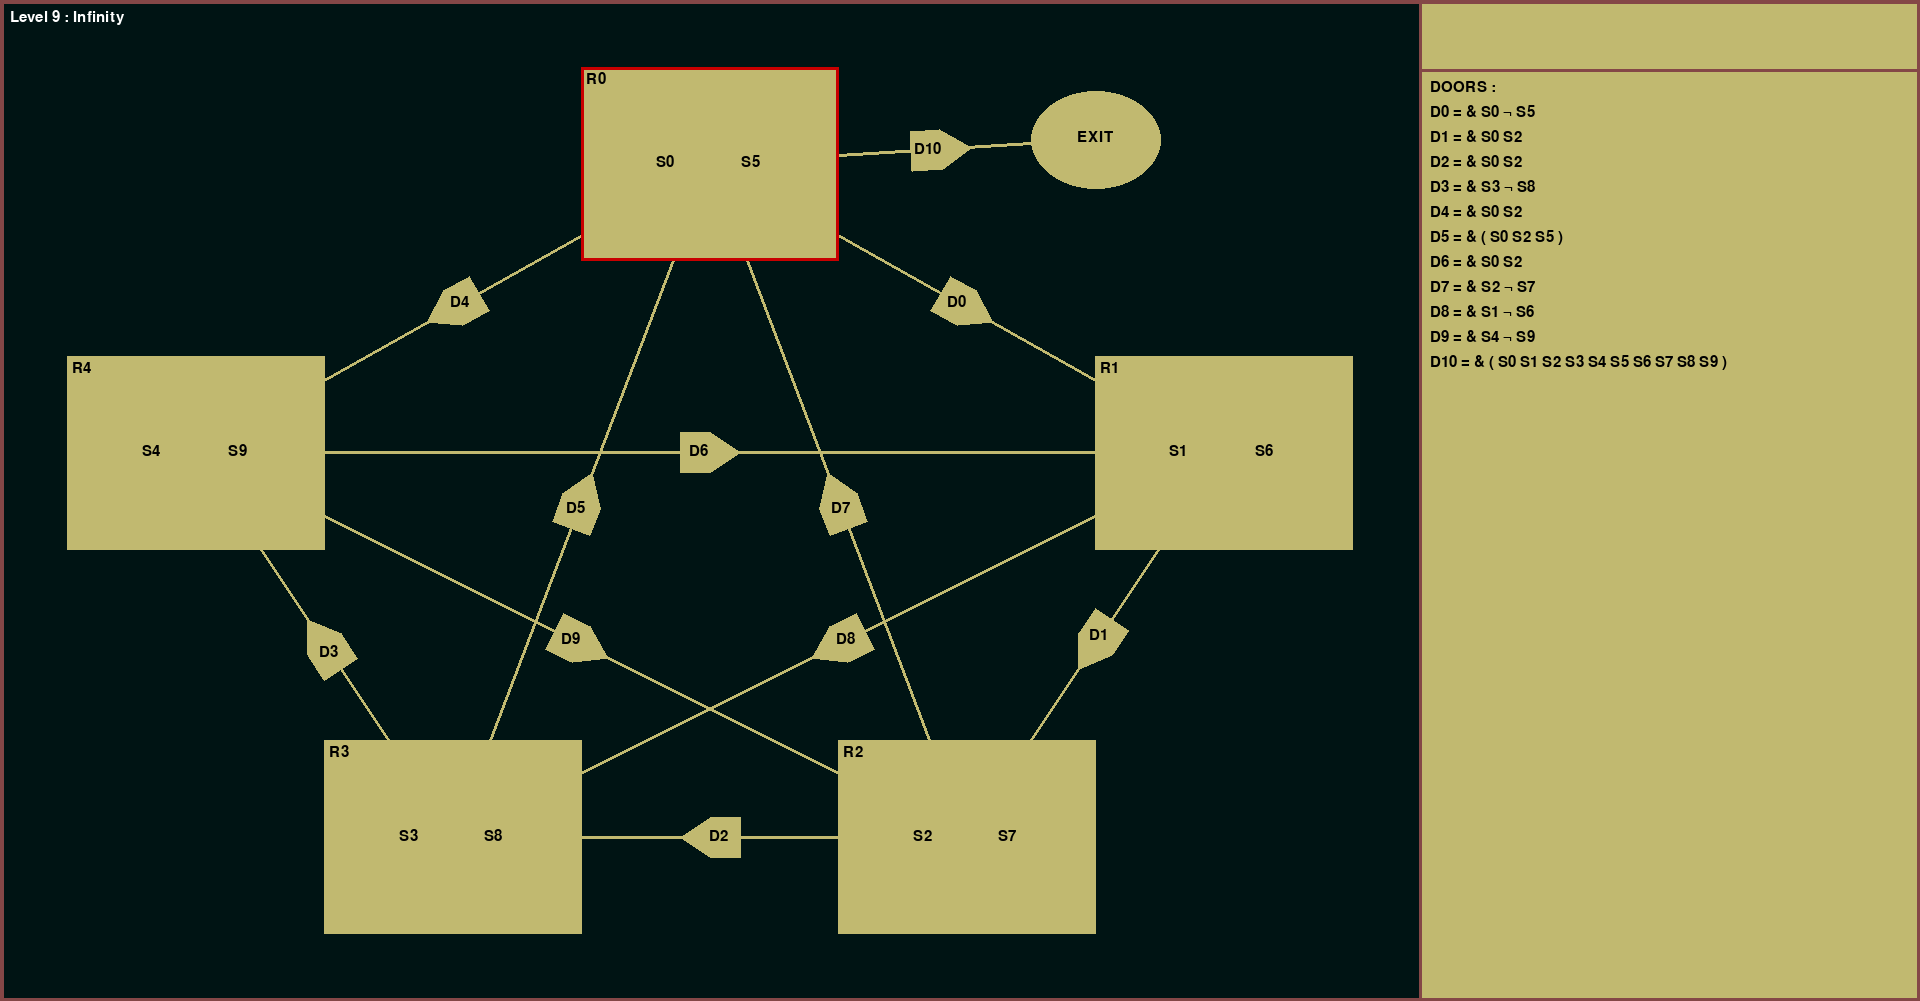 Level 9 : Infinity
R0
S0 S5
D10
EXIT
D4
D0
R4
S4 S9
D6
R1
S1 S6
D5
D7
D3
D9
D8
D1
R3
S3 S8
D2
R2
S2 S7
DOORS :
D0 = & S0 ¬ S5
D1 = & S0 S2
D2 = & S0 S2
D3 = & S3 ¬ S8
D4 = & S0 S2
D5 = & ( S0 S2 S5 )
D6 = & S0 S2
D7 = & S2 ¬ S7
D8 = & S1 ¬ S6
D9 = & S4 ¬ S9
D10 = & ( S0 S1 S2 S3 S4 S5 S6 S7 S8 S9 )